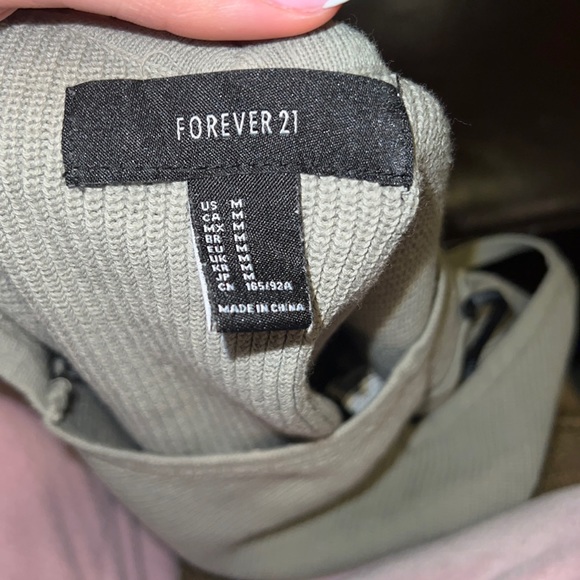 FOREVER 21
US M
CA M
MX M
BR M
EU M
UK M
KR M
JP M
CN 165/92A
MADE IN CHINA